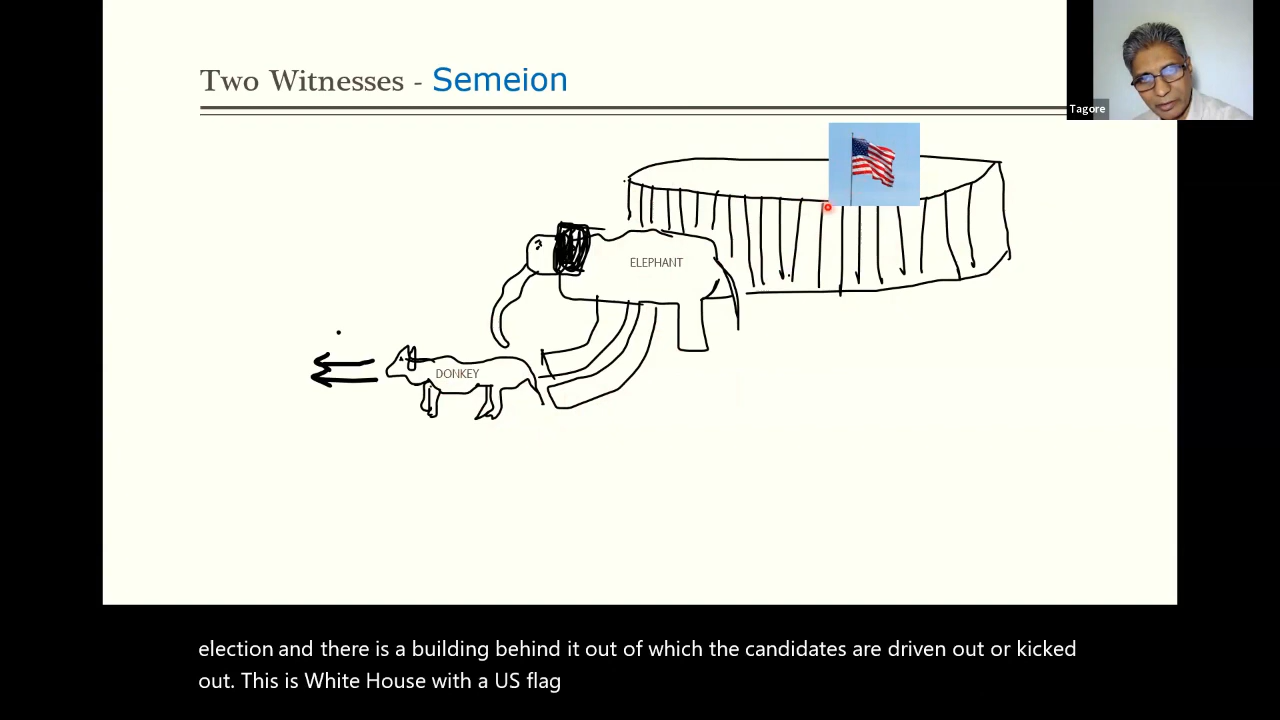 Two Witnesses - Semeion
Tagore
ELEPHANT
DONKEY
election and there is a building behind it out of which the candidates are driven out or kicked
out. This is White House with a US flag